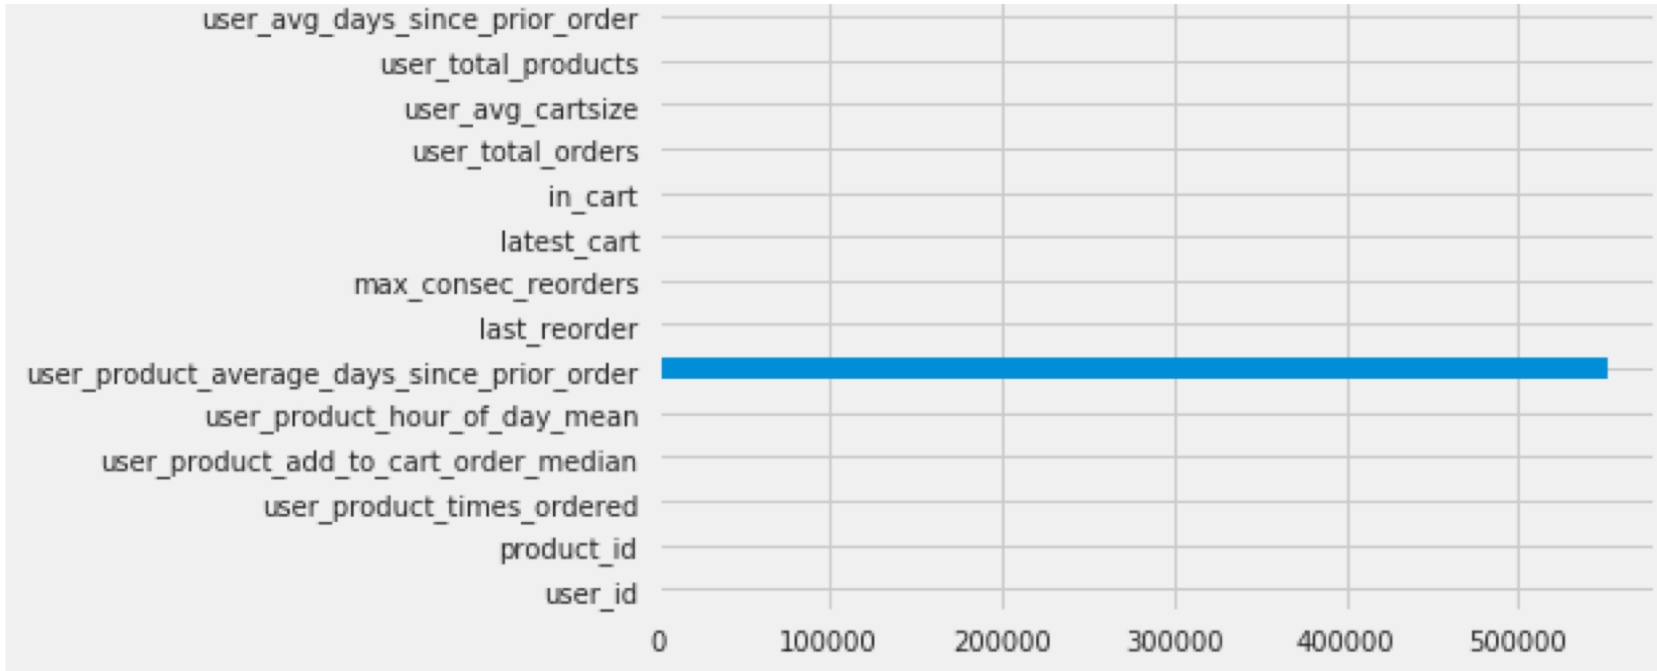 user_avg_days_since_prior_order
user_total_products
user_avg_cartsize
user_total_orders
in_cart
latest_cart
max_consec_reorders
last_reorder
user_product_average_days_since_prior_order
user_product_hour_of_day_mean
user_product_add_to_cart_order_median
user_product_times_ordered
product_id
user_id
0 100000 200000 300000 400000 500000